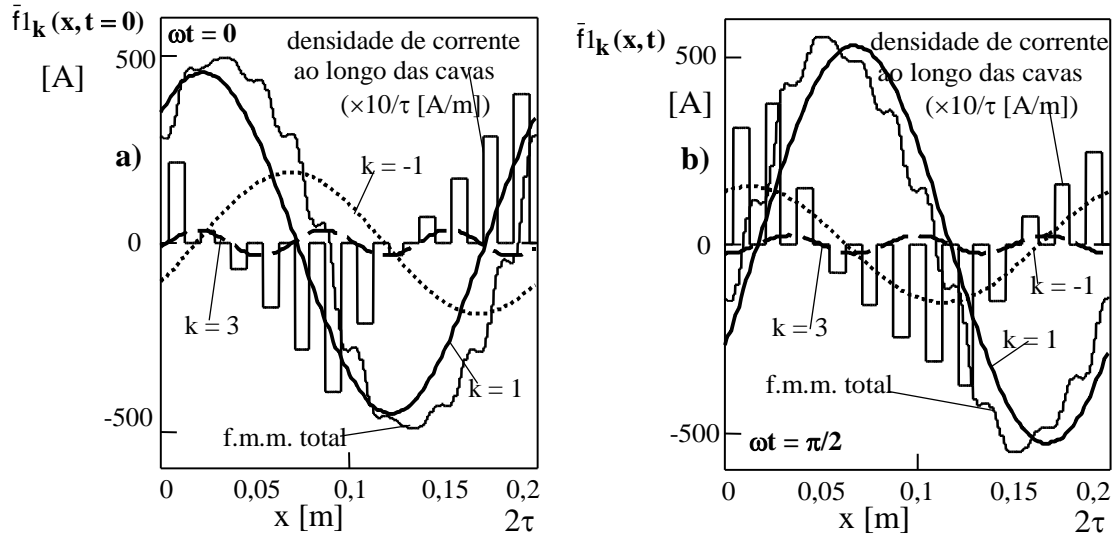 f̄1k (x, t = 0)
ωt = 0
densidade de corrente
ao longo das cavas
(×10/τ [A/m])
500
[A]
a)
k = -1
0
k = 3
k = 1
-500
f.m.m. total
0
0,1
0,15
0,2
x [m]
2τ
f̄1k (x, t)
500
densidade de corrente
ao longo das cavas
(×10/τ [A/m])
[A]
b)
0
k = -1
k = 3
k = 1
f.m.m. total
-500
ωt = π/2
0
0,05
0,1
0,15
0,2
x [m]
2τ